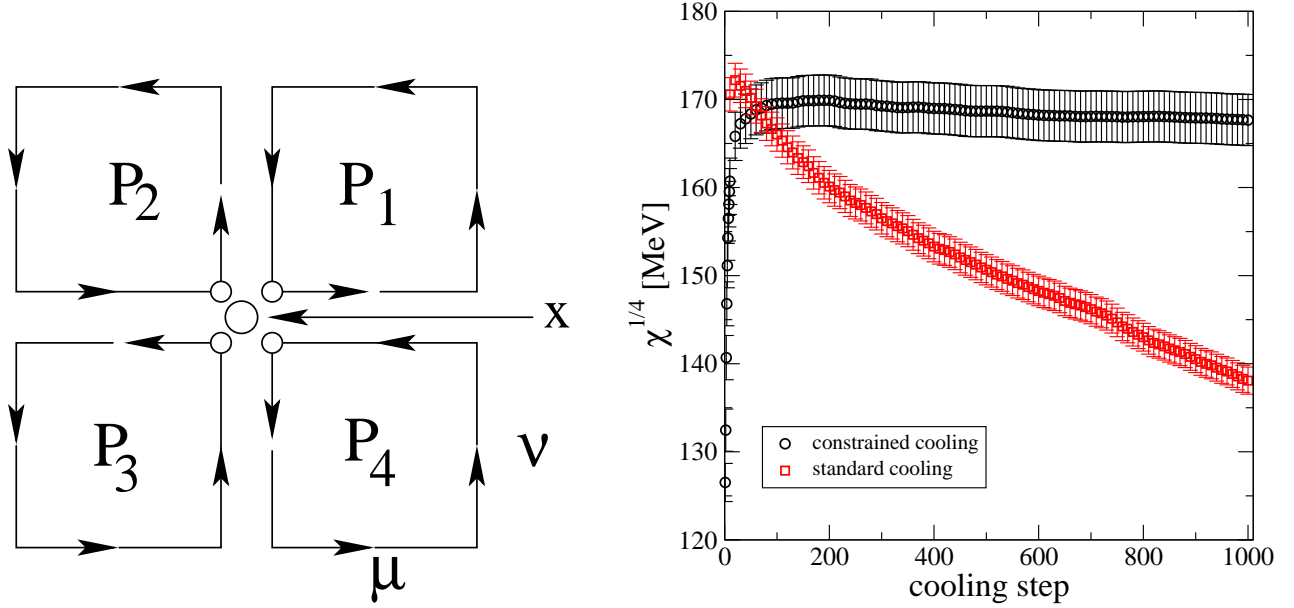 P2
P1
x
P3
P4
ν
μ
180
170
160
150
140
130
120
χ1/4 [MeV]
constrained cooling
standard cooling
0 200 400 600 800 1000
cooling step